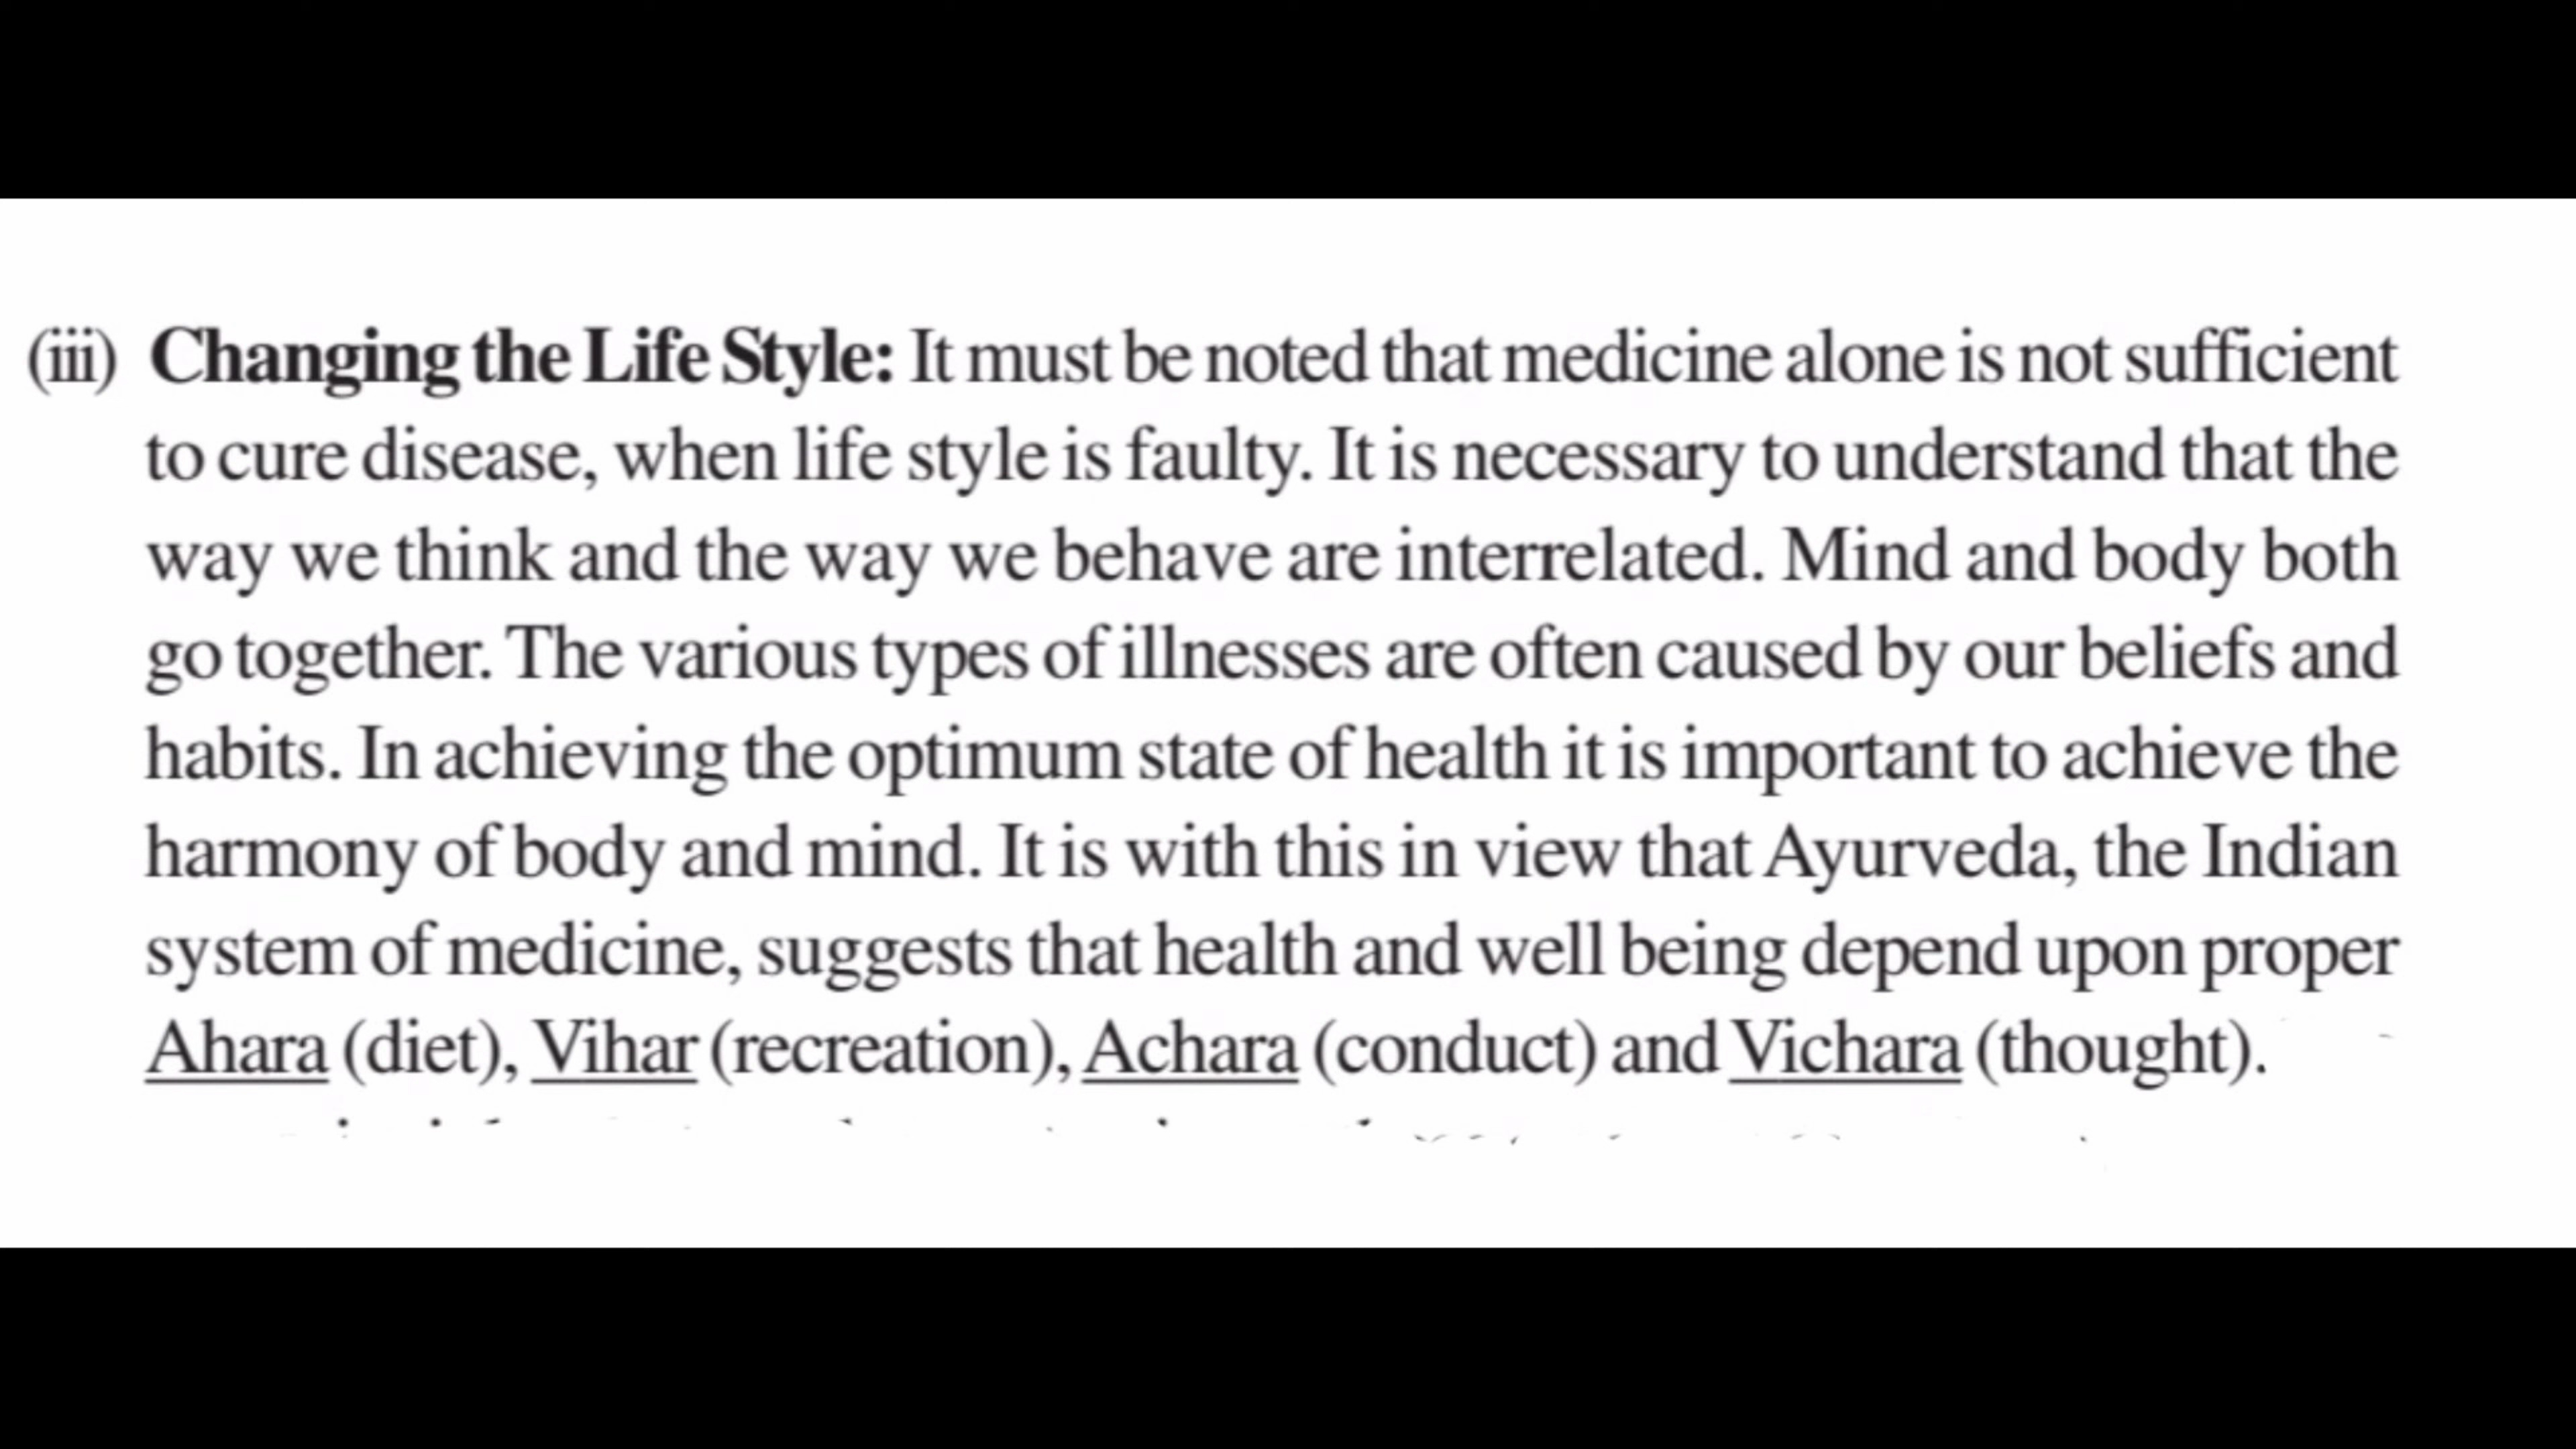 (iii) Changing the Life Style: It must be noted that medicine alone is not sufficient
to cure disease, when life style is faulty. It is necessary to understand that the
way we think and the way we behave are interrelated. Mind and body both
go together. The various types of illnesses are often caused by our beliefs and
habits. In achieving the optimum state of health it is important to achieve the
harmony of body and mind. It is with this in view that Ayurveda, the Indian
system of medicine, suggests that health and well being depend upon proper
Ahara (diet), Vihar (recreation), Achara (conduct) and Vichara (thought).